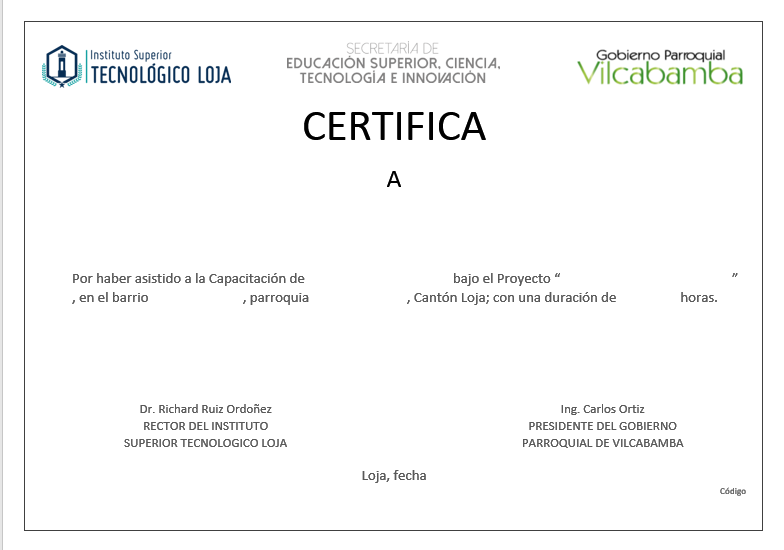 Instituto Superior
TECNOLÓGICO LOJA
SECRETARÍA DE
EDUCACIÓN SUPERIOR, CIENCIA,
TECNOLOGÍA E INNOVACIÓN
Gobierno Parroquial
Vilcabamba
CERTIFICA
A
Por haber asistido a la Capacitación de bajo el Proyecto “ ”
, en el barrio , parroquia , Cantón Loja; con una duración de horas.
Dr. Richard Ruiz Ordoñez
RECTOR DEL INSTITUTO
SUPERIOR TECNOLOGICO LOJA
Ing. Carlos Ortiz
PRESIDENTE DEL GOBIERNO
PARROQUIAL DE VILCABAMBA
Loja, fecha
Código